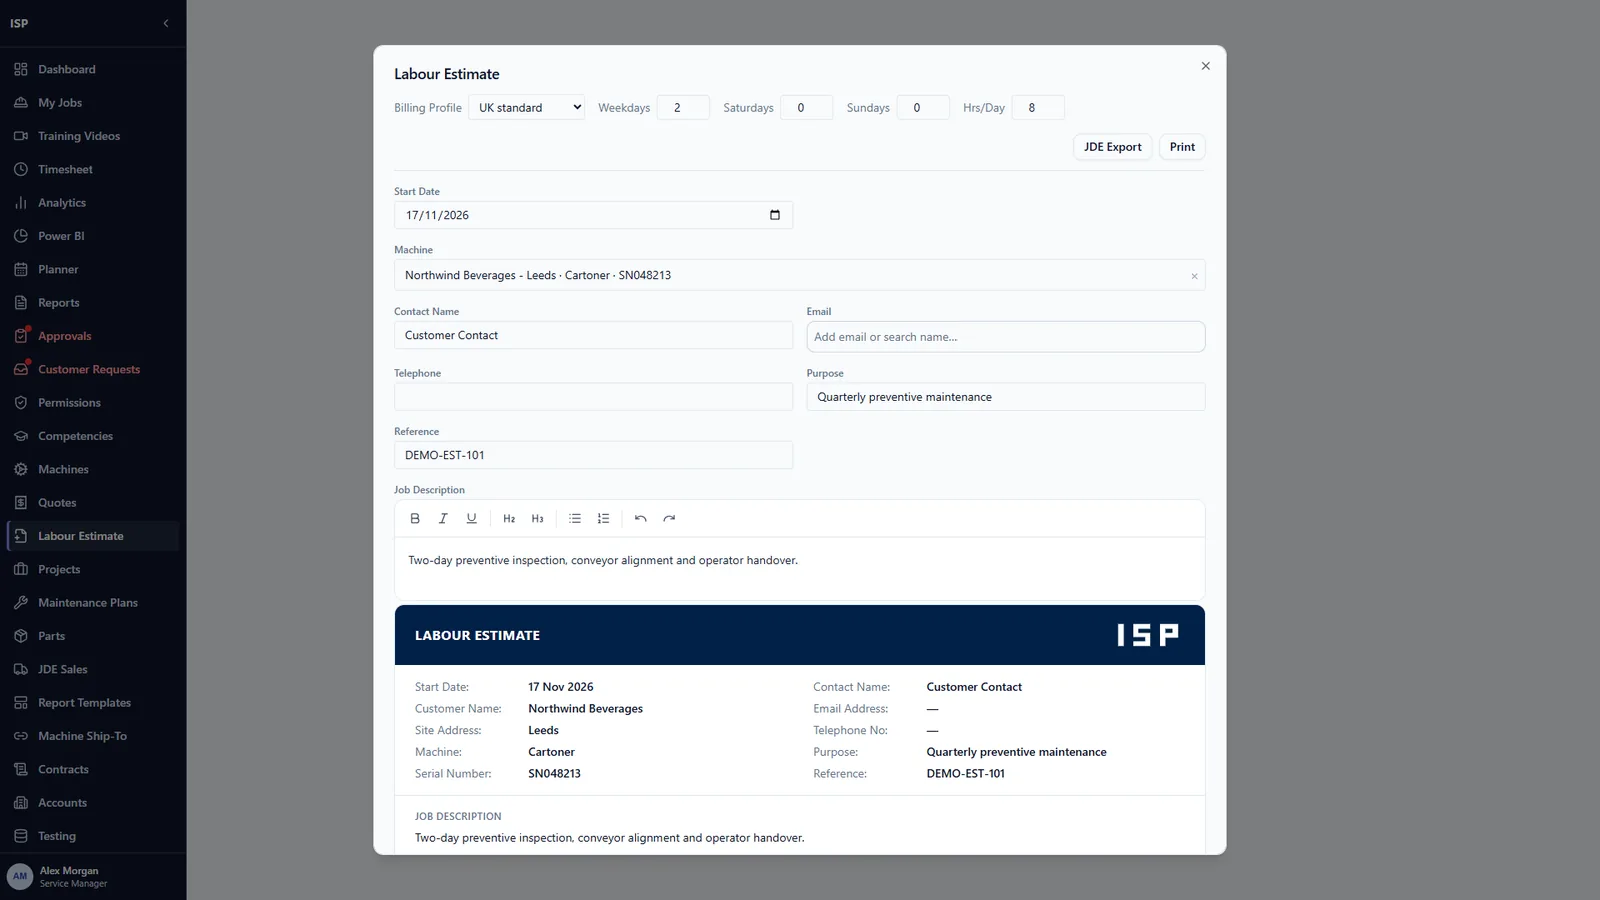 ISP
Dashboard
My Jobs
Training Videos
Timesheet
Analytics
Power BI
Planner
Reports
Approvals
Customer Requests
Permissions
Competencies
Machines
Quotes
Labour Estimate
Projects
Maintenance Plans
Parts
JDE Sales
Report Templates
Machine Ship-To
Contracts
Accounts
Testing
AM
Alex Morgan
Service Manager
Labour Estimate
Billing Profile UK standard Weekdays 2 Saturdays 0 Sundays 0 Hrs/Day 8
JDE Export Print
Start Date
17/11/2026
Machine
Northwind Beverages - Leeds · Cartoner · SN048213
Contact Name Email
Customer Contact Add email or search name...
Telephone Purpose
Quarterly preventive maintenance
Reference
DEMO-EST-101
Job Description
B I U H2 H3
Two-day preventive inspection, conveyor alignment and operator handover.
LABOUR ESTIMATE ISP
Start Date: 17 Nov 2026 Contact Name: Customer Contact
Customer Name: Northwind Beverages Email Address: —
Site Address: Leeds Telephone No: —
Machine: Cartoner Purpose: Quarterly preventive maintenance
Serial Number: SN048213 Reference: DEMO-EST-101
JOB DESCRIPTION
Two-day preventive inspection, conveyor alignment and operator handover.